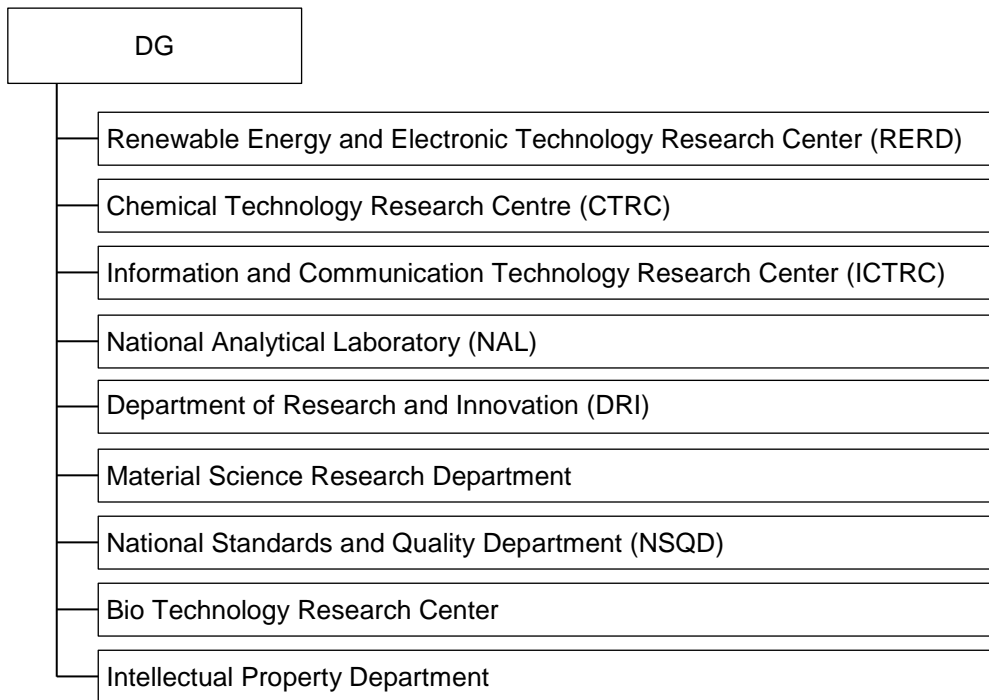 DG
Renewable Energy and Electronic Technology Research Center (RERD)
Chemical Technology Research Centre (CTRC)
Information and Communication Technology Research Center (ICTRC)
National Analytical Laboratory (NAL)
Department of Research and Innovation (DRI)
Material Science Research Department
National Standards and Quality Department (NSQD)
Bio Technology Research Center
Intellectual Property Department